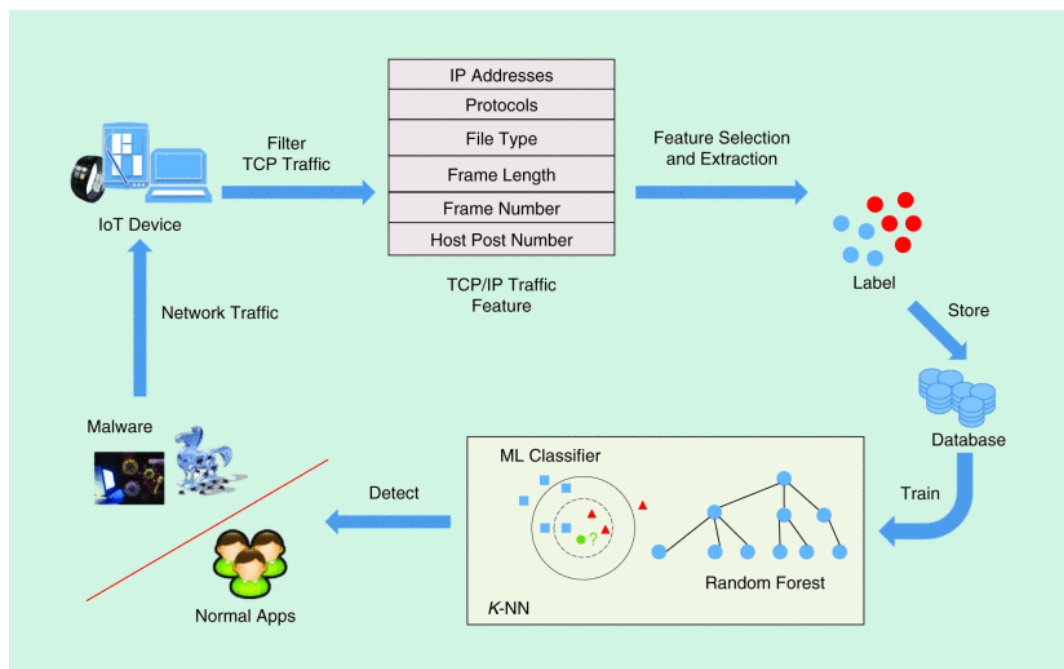 IP Addresses
Protocols
File Type
Frame Length
Frame Number
Host Post Number
TCP/IP Traffic
Feature
Filter
TCP Traffic
IoT Device
Feature Selection
and Extraction
Label
Store
Network Traffic
Malware
Database
ML Classifier
Detect
Train
?
Random Forest
K-NN
Normal Apps